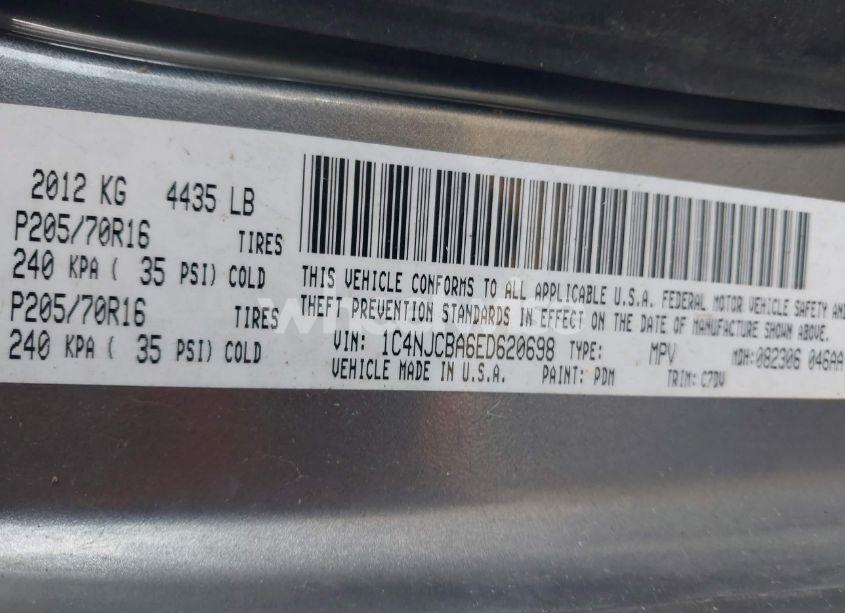 2012 KG 4435 LB
P205/70R16 TIRES
240 KPA ( 35 PSI) COLD
P205/70R16 TIRES
240 KPA ( 35 PSI) COLD
THIS VEHICLE CONFORMS TO ALL APPLICABLE U.S.A. FEDERAL MOTOR VEHICLE SAFETY AND
THEFT PREVENTION STANDARDS IN EFFECT ON THE DATE OF MANUFACTURE SHOWN ABOVE.
VIN: 1C4NJCBA6ED620698 TYPE: MPV MDH:082306 046AA
VEHICLE MADE IN U.S.A. PAINT: PDM TRIM: C7DV